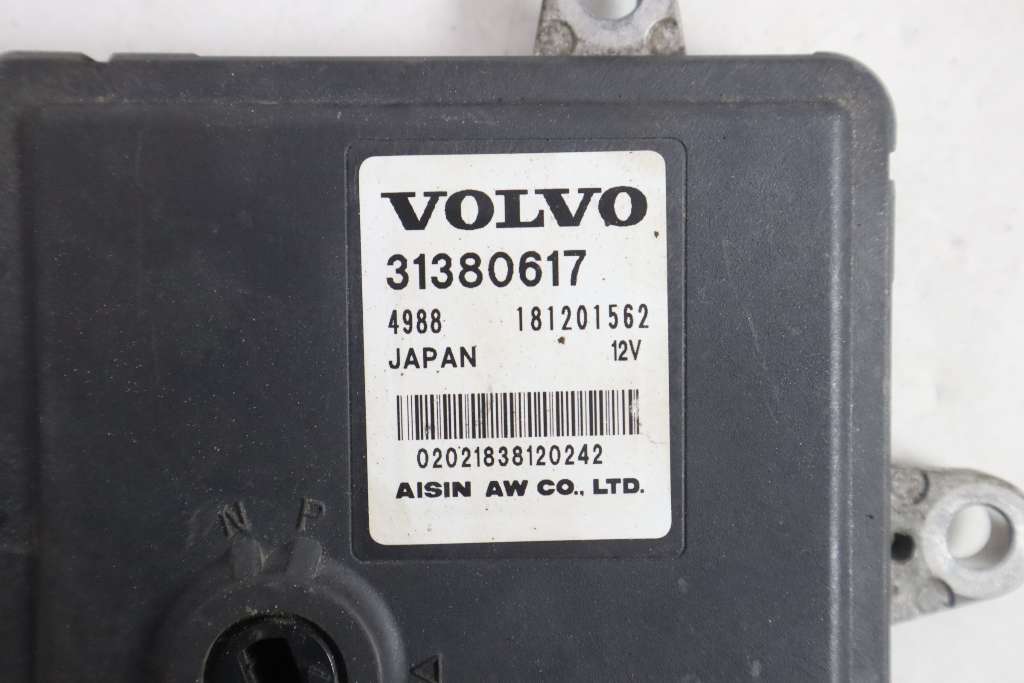 VOLVO
31380617
4988 181201562
JAPAN 12V
02021838120242
AISIN AW CO., LTD.
N P